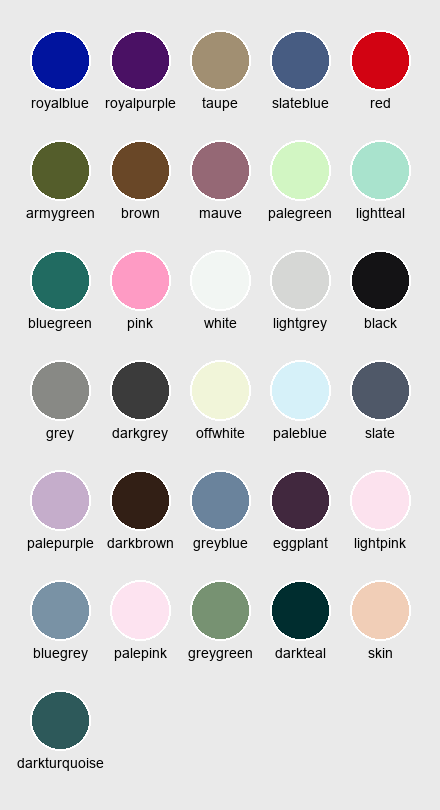 royalblue royalpurple taupe slateblue red
armygreen brown mauve palegreen lightteal
bluegreen pink white lightgrey black
grey darkgrey offwhite paleblue slate
palepurple darkbrown greyblue eggplant lightpink
bluegrey palepink greygreen darkteal skin
darkturquoise